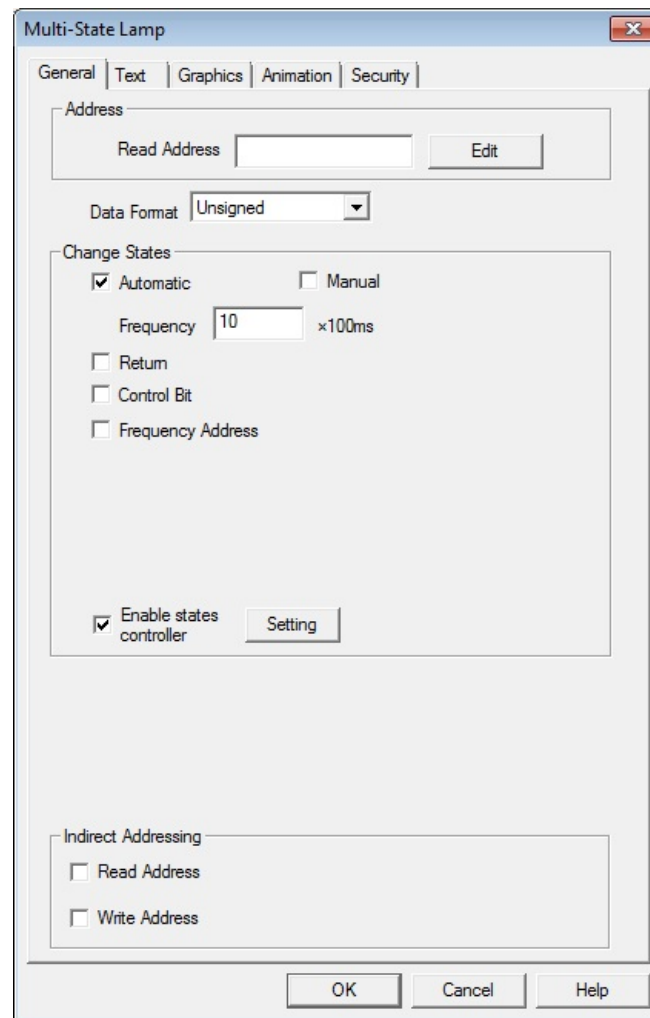 Multi-State Lamp
General Text Graphics Animation Security
Address
Read Address Edit
Data Format Unsigned
Change States
Automatic Manual
Frequency 10 ×100ms
Return
Control Bit
Frequency Address
Enable states
controller
Setting
Indirect Addressing
Read Address
Write Address
OK Cancel Help